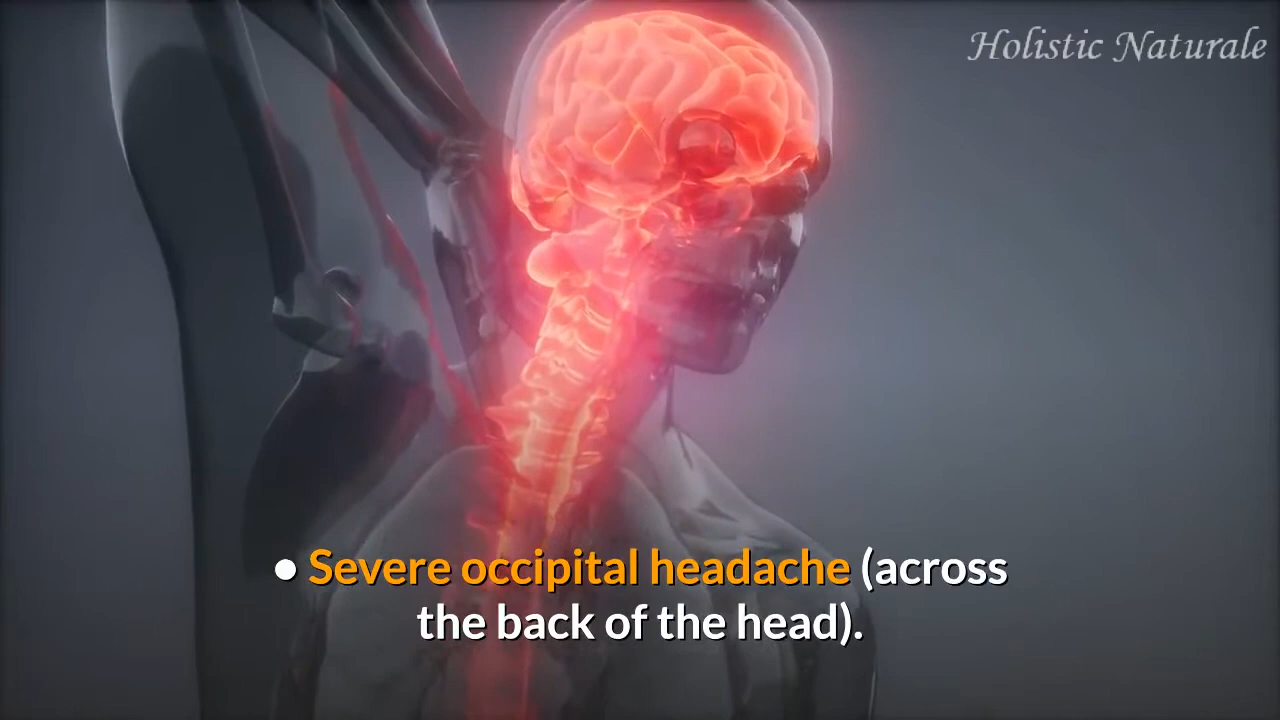 Holistic Naturale
• Severe occipital headache (across
the back of the head).